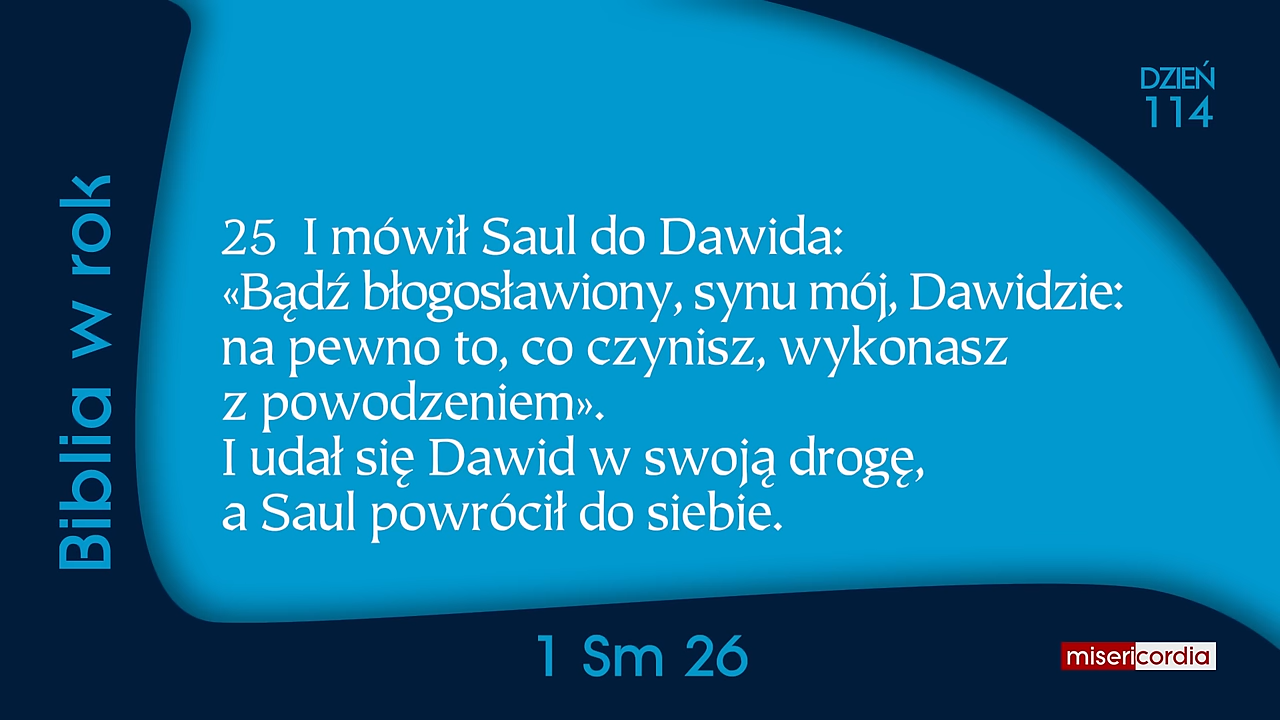 DZIEŃ
114
Biblia w rok
25 I mówił Saul do Dawida:
«Bądź błogosławiony, synu mój, Dawidzie:
na pewno to, co czynisz, wykonasz
z powodzeniem».
I udał się Dawid w swoją drogę,
a Saul powrócił do siebie.
1 Sm 26
misericordia